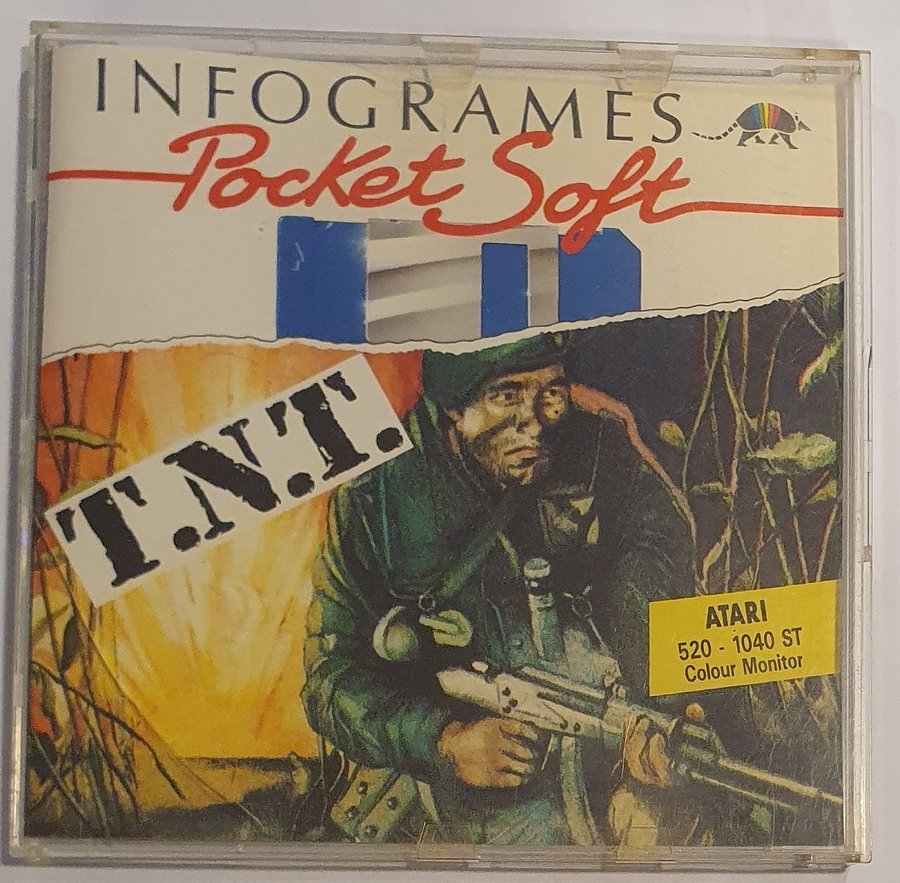 INFOGRAMES
Pocket Soft
T.N.T.
ATARI
520 - 1040 ST
Colour Monitor